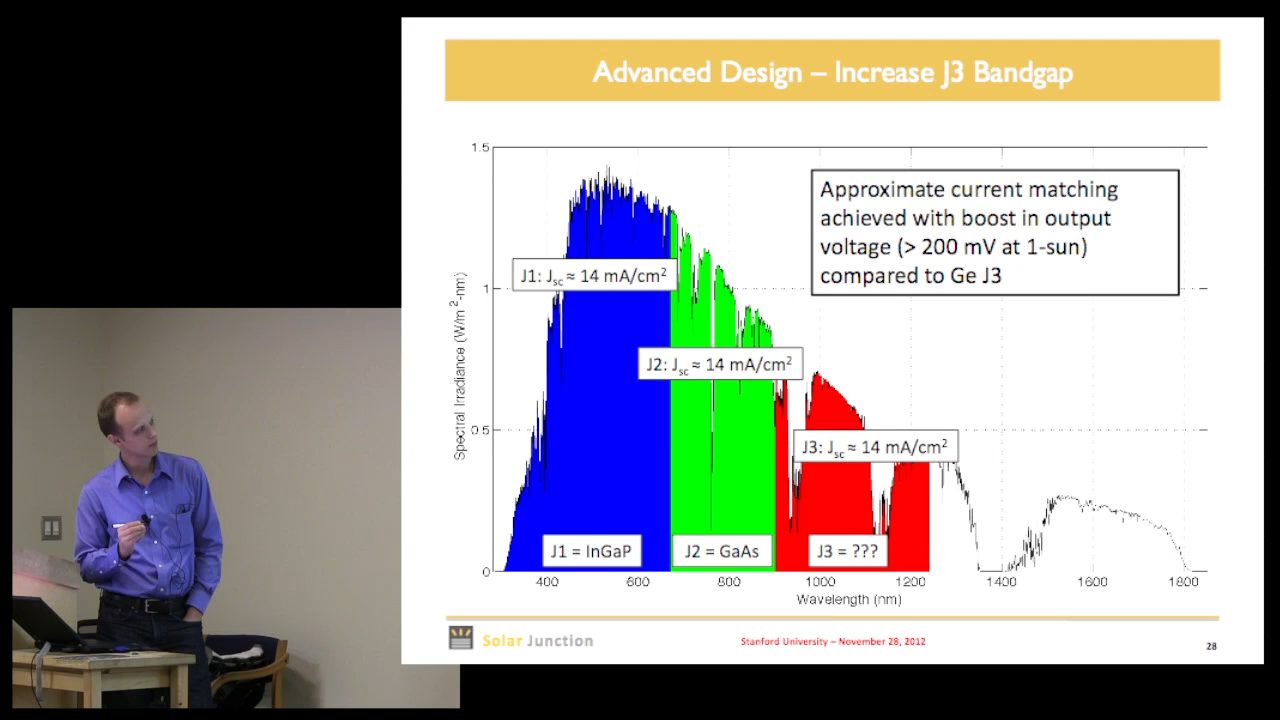 Advanced Design – Increase J3 Bandgap
1.5
1
0.5
0
Spectral Irradiance (W/m²-nm)
Approximate current matching
achieved with boost in output
voltage (> 200 mV at 1-sun)
compared to Ge J3
J1: Jsc ≈ 14 mA/cm²
J2: Jsc ≈ 14 mA/cm²
J3: Jsc ≈ 14 mA/cm²
J1 = InGaP
J2 = GaAs
J3 = ???
400 600 800 1000 1200 1400 1600 1800
Wavelength (nm)
Solar Junction
Stanford University – November 28, 2012
28